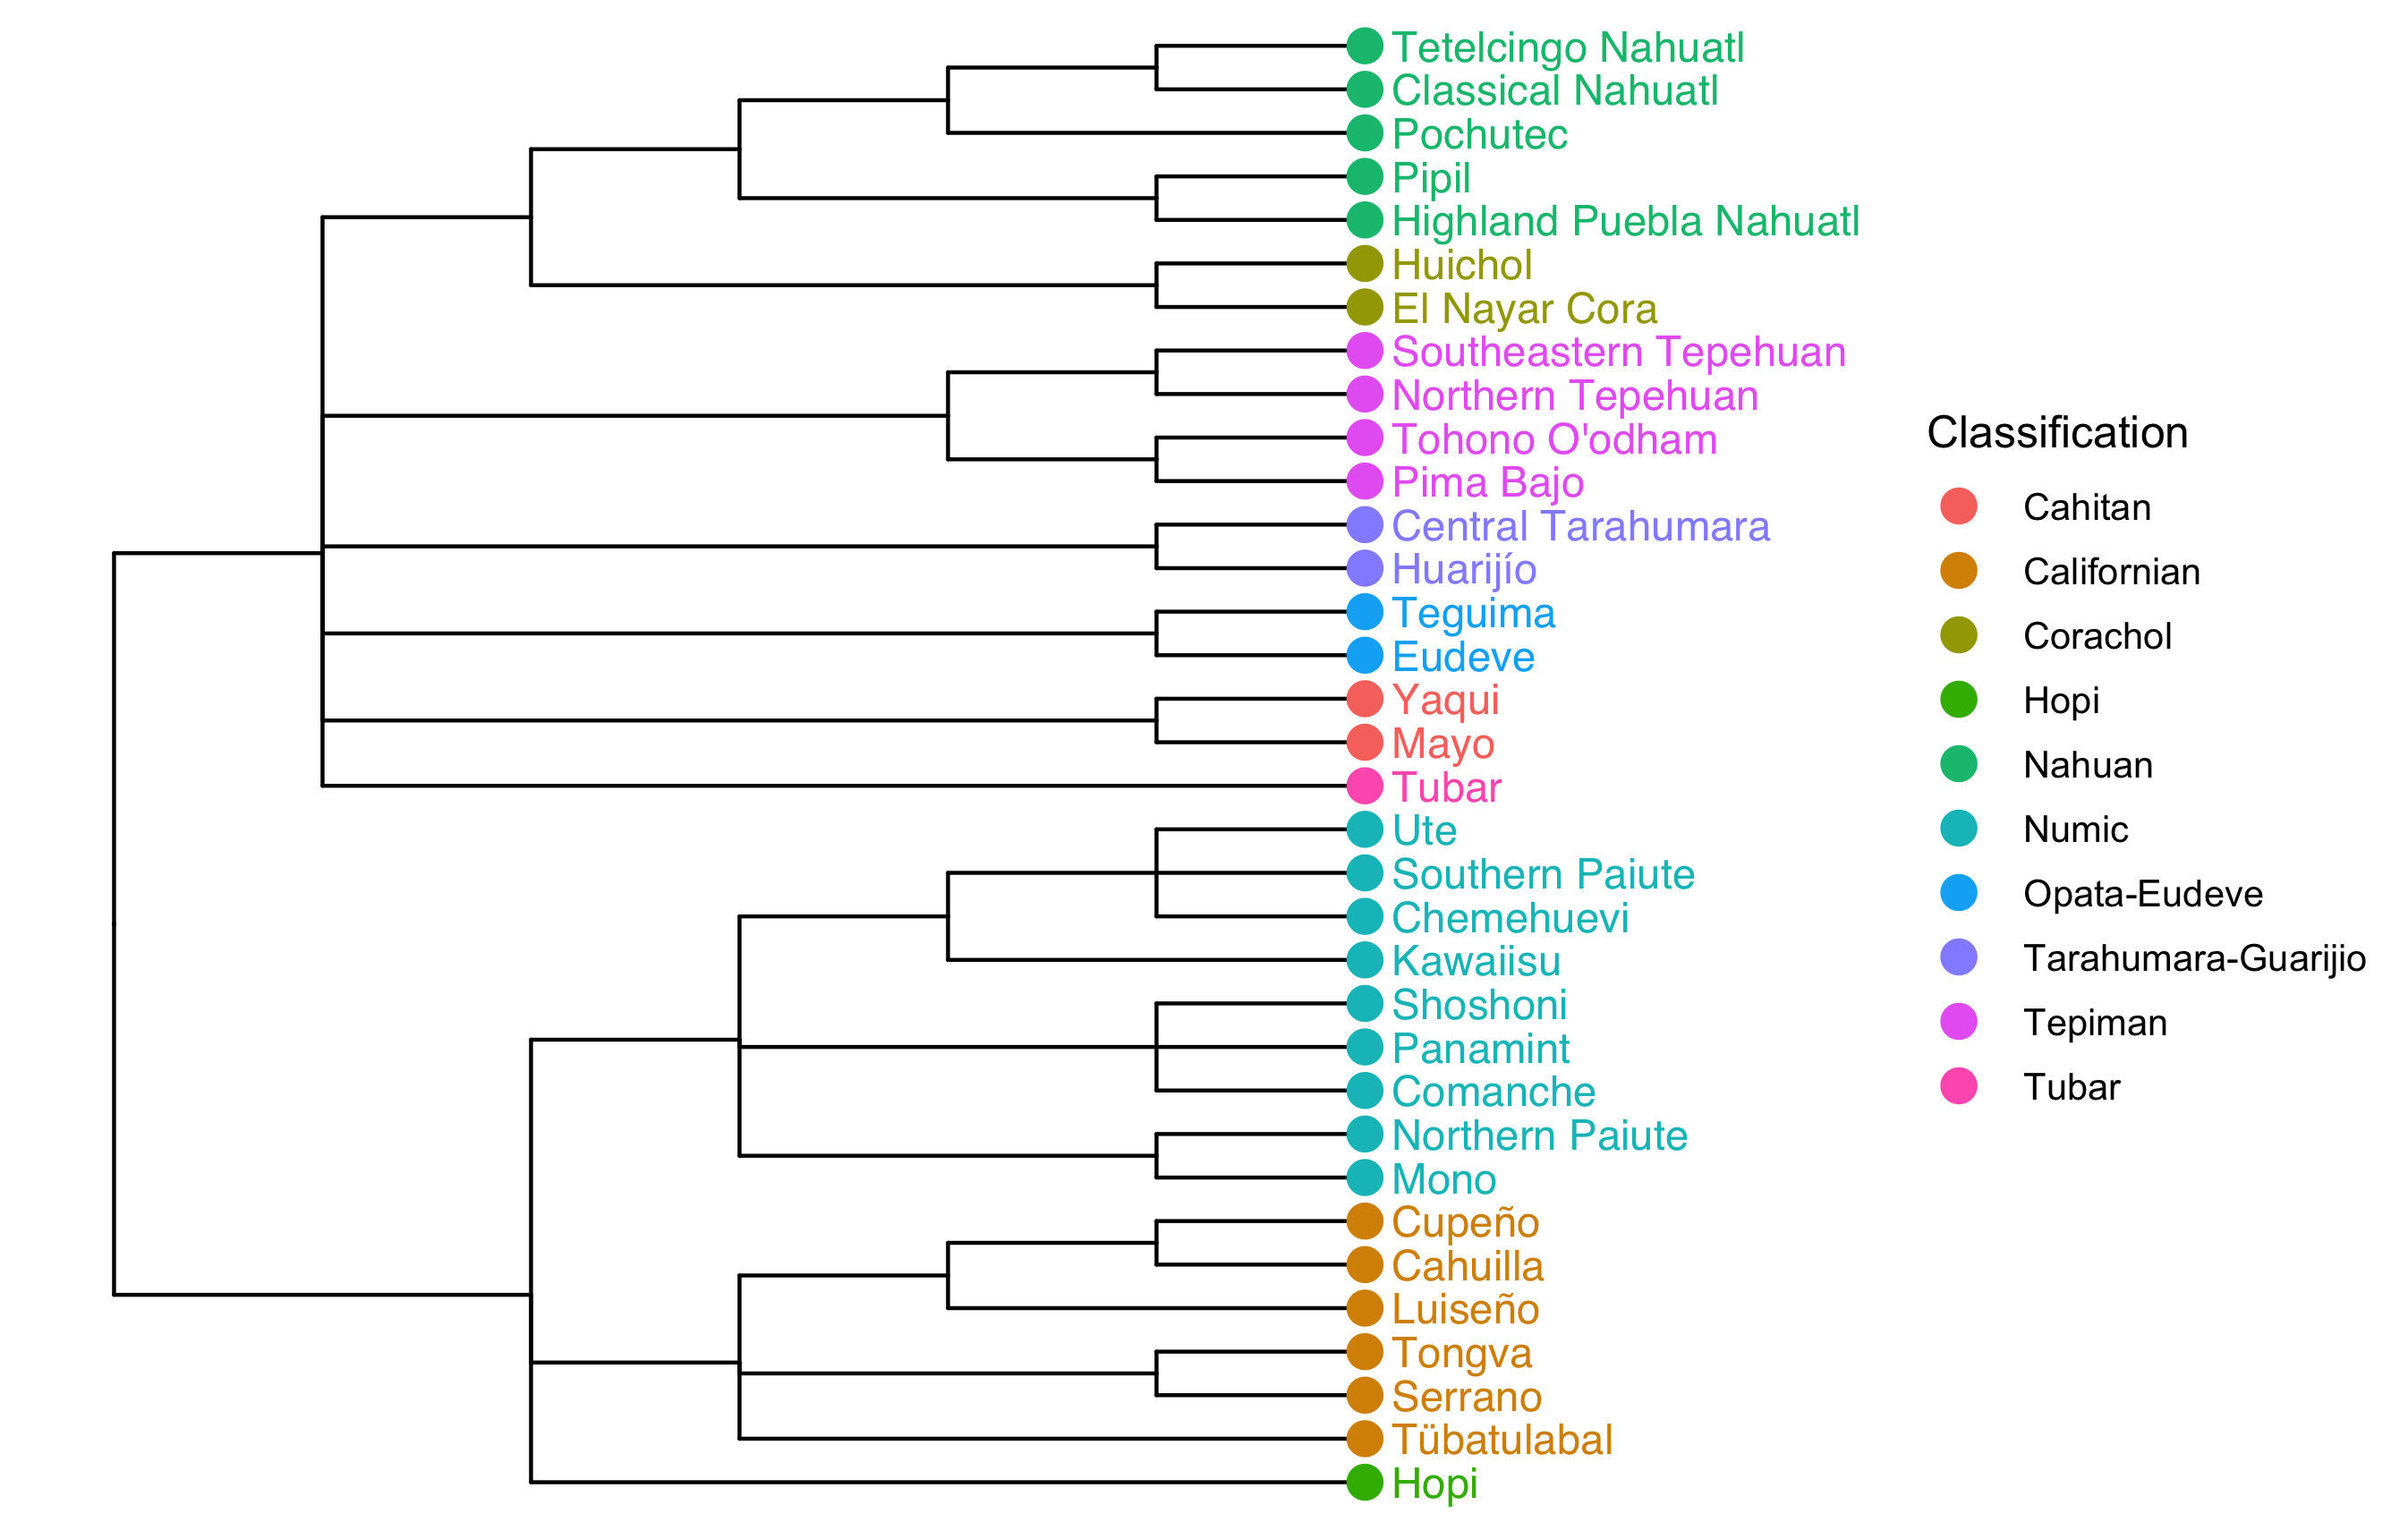 Tetelcingo Nahuatl
Classical Nahuatl
Pochutec
Pipil
Highland Puebla Nahuatl
Huichol
El Nayar Cora
Southeastern Tepehuan
Northern Tepehuan
Tohono O'odham
Pima Bajo
Central Tarahumara
Huarijío
Teguima
Eudeve
Yaqui
Mayo
Tubar
Ute
Southern Paiute
Chemehuevi
Kawaiisu
Shoshoni
Panamint
Comanche
Northern Paiute
Mono
Cupeño
Cahuilla
Luiseño
Tongva
Serrano
Tübatulabal
Hopi
Classification
Cahitan
Californian
Corachol
Hopi
Nahuan
Numic
Opata-Eudeve
Tarahumara-Guarijio
Tepiman
Tubar